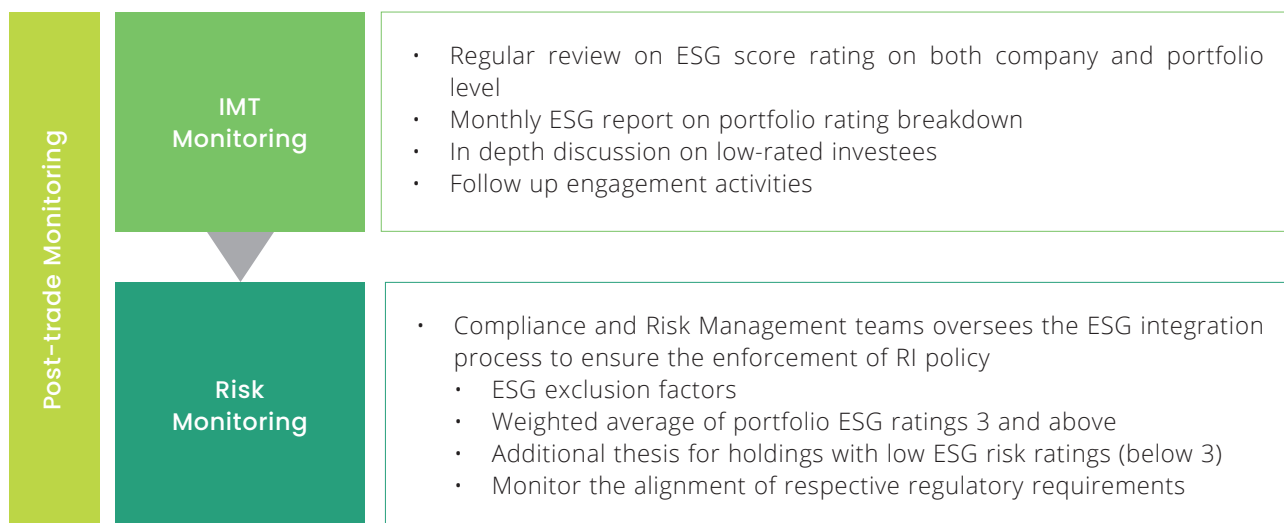 Post-trade Monitoring
IMT
Monitoring
• Regular review on ESG score rating on both company and portfolio
level
• Monthly ESG report on portfolio rating breakdown
• In depth discussion on low-rated investees
• Follow up engagement activities
Risk
Monitoring
• Compliance and Risk Management teams oversees the ESG integration
process to ensure the enforcement of RI policy
• ESG exclusion factors
• Weighted average of portfolio ESG ratings 3 and above
• Additional thesis for holdings with low ESG risk ratings (below 3)
• Monitor the alignment of respective regulatory requirements